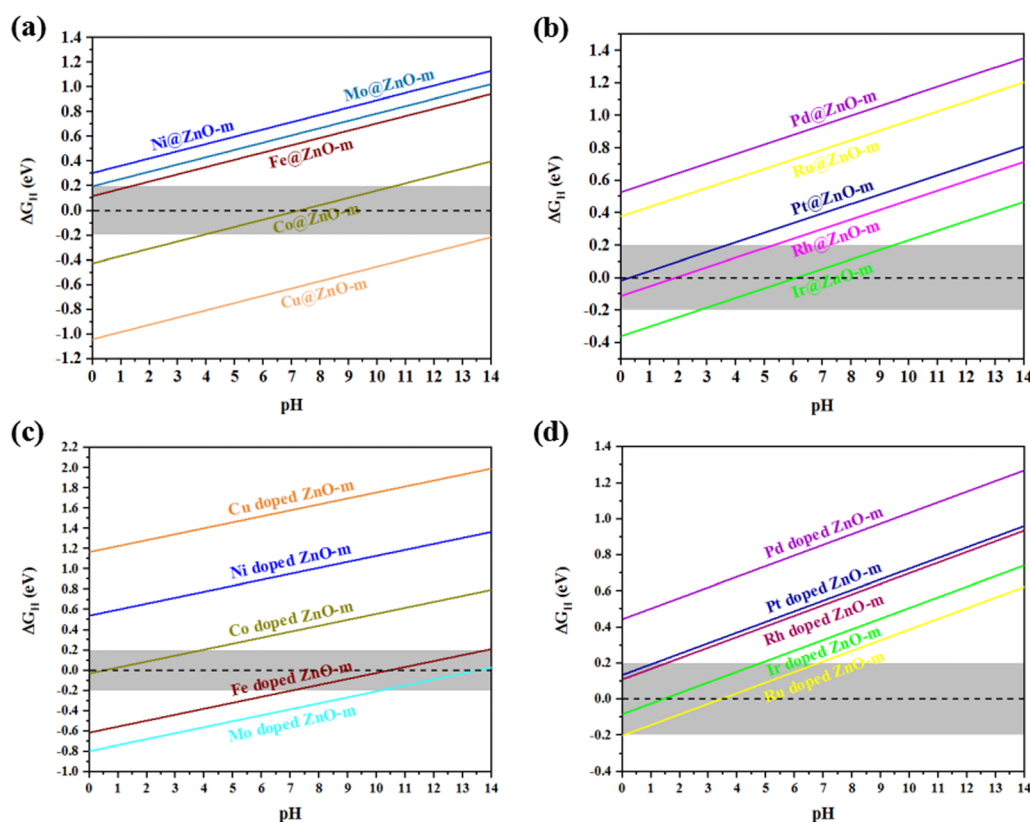 (a)
1.4
1.2
1.0
0.8
0.6
0.4
0.2
0.0
-0.2
-0.4
-0.6
-0.8
-1.0
-1.2
ΔG_H (eV)
Mo@ZnO-m
Ni@ZnO-m
Fe@ZnO-m
Co@ZnO-m
Cu@ZnO-m
0 1 2 3 4 5 6 7 8 9 10 11 12 13 14
pH
(b)
1.4
1.2
1.0
0.8
0.6
0.4
0.2
0.0
-0.2
-0.4
ΔG_H (eV)
Pd@ZnO-m
Ru@ZnO-m
Pt@ZnO-m
Rh@ZnO-m
Ir@ZnO-m
0 1 2 3 4 5 6 7 8 9 10 11 12 13 14
pH
(c)
2.2
2.0
1.8
1.6
1.4
1.2
1.0
0.8
0.6
0.4
0.2
0.0
-0.2
-0.4
-0.6
-0.8
-1.0
ΔG_H (eV)
Cu doped ZnO-m
Ni doped ZnO-m
Co doped ZnO-m
Fe doped ZnO-m
Mo doped ZnO-m
0 1 2 3 4 5 6 7 8 9 10 11 12 13 14
pH
(d)
1.4
1.2
1.0
0.8
0.6
0.4
0.2
0.0
-0.2
-0.4
ΔG_H (eV)
Pd doped ZnO-m
Pt doped ZnO-m
Rh doped ZnO-m
Ir doped ZnO-m
Ru doped ZnO-m
0 1 2 3 4 5 6 7 8 9 10 11 12 13 14
pH